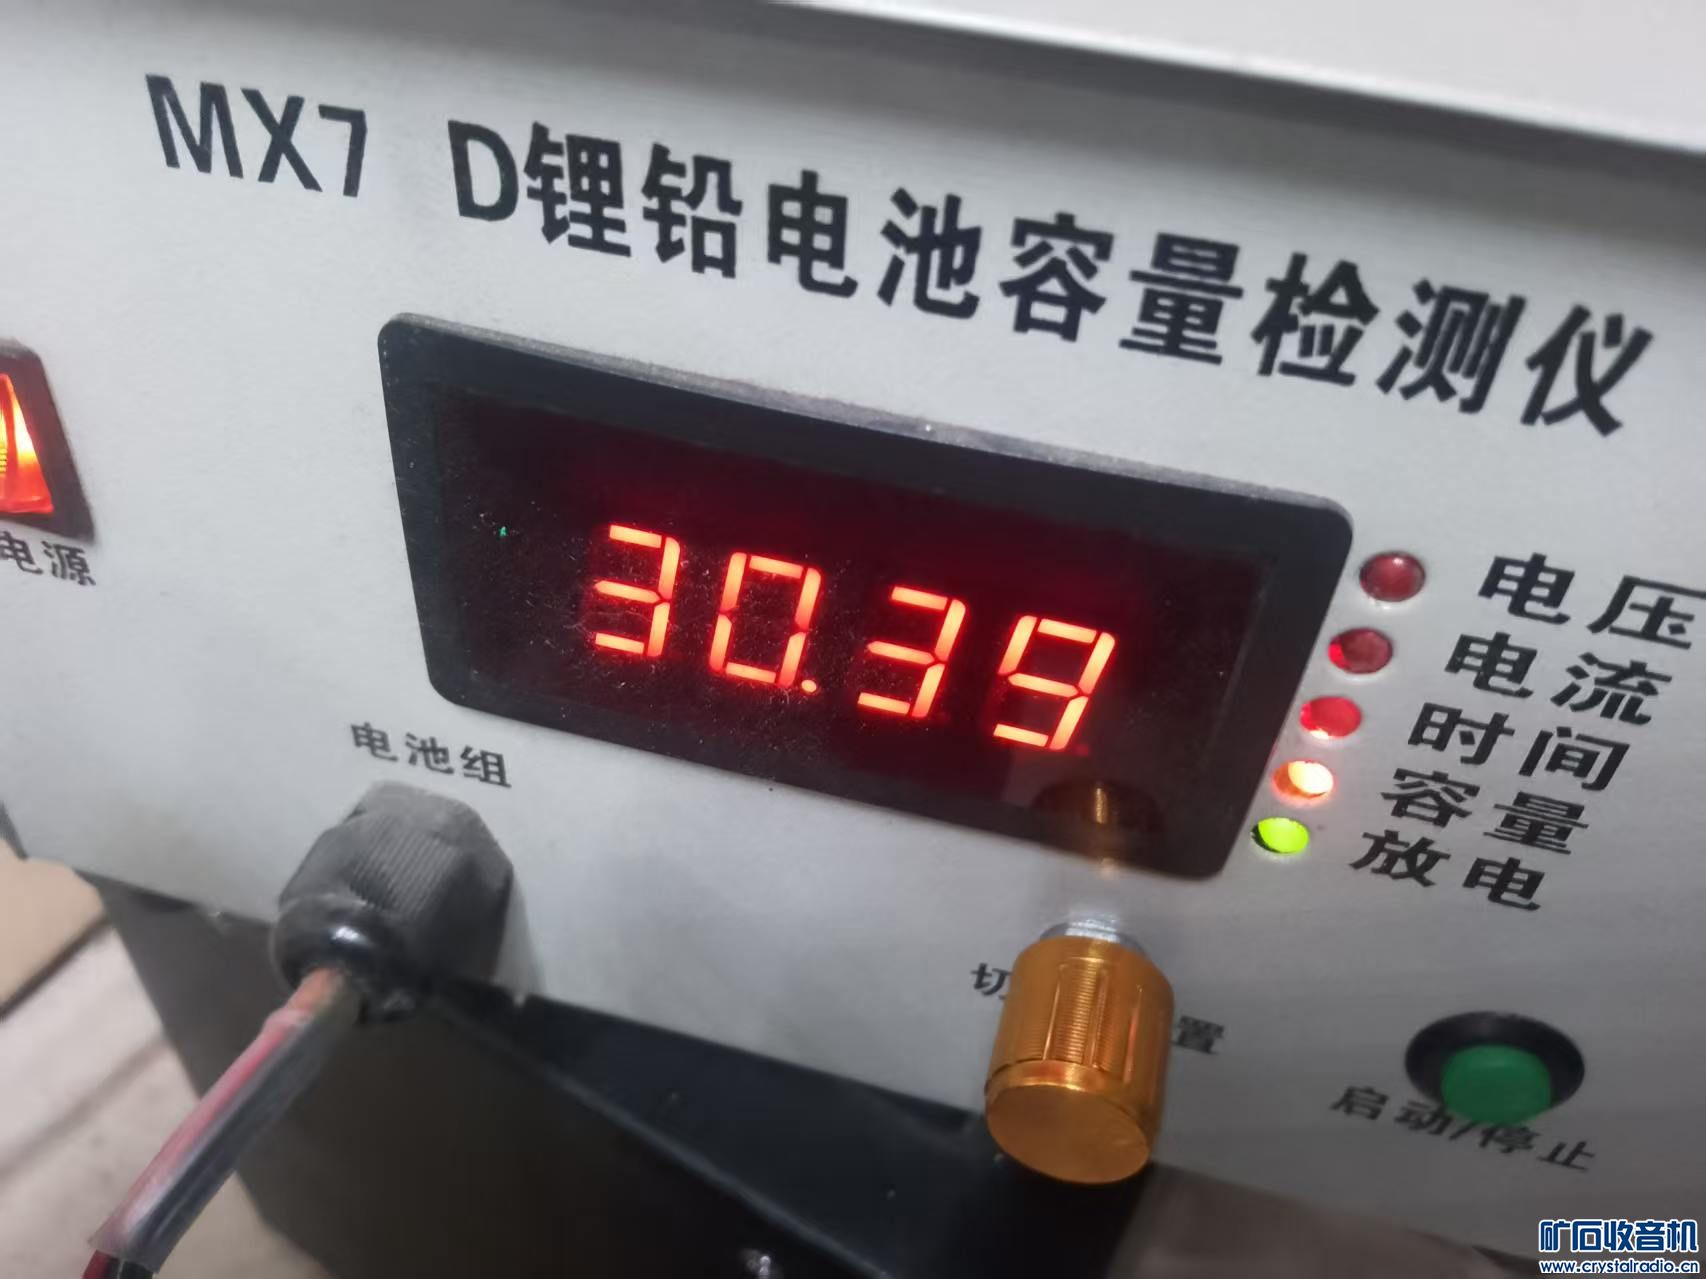 MX7 D锂铅电池容量检测仪
电源
30.39
电压
电流
时间
容量
放电
电池组
切
置
启动/停止
矿石收音机
www.crystalradio.cn